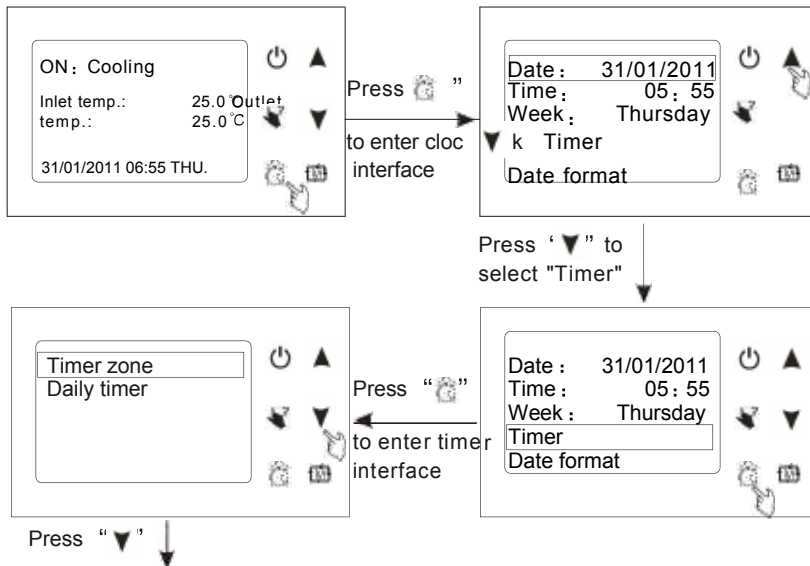 ON：Cooling
Inlet temp.: 25.0℃Outlet
temp.: 25.0℃
31/01/2011 06:55 THU.
Press “ ”
to enter cloc
interface
Date： 31/01/2011
Time： 05：55
Week： Thursday
k Timer
Date format
Press ‘▼” to
select "Timer"
Date： 31/01/2011
Time： 05：55
Week： Thursday
Timer
Date format
Press “ ”
to enter timer
interface
Timer zone
Daily timer
Press “▼”